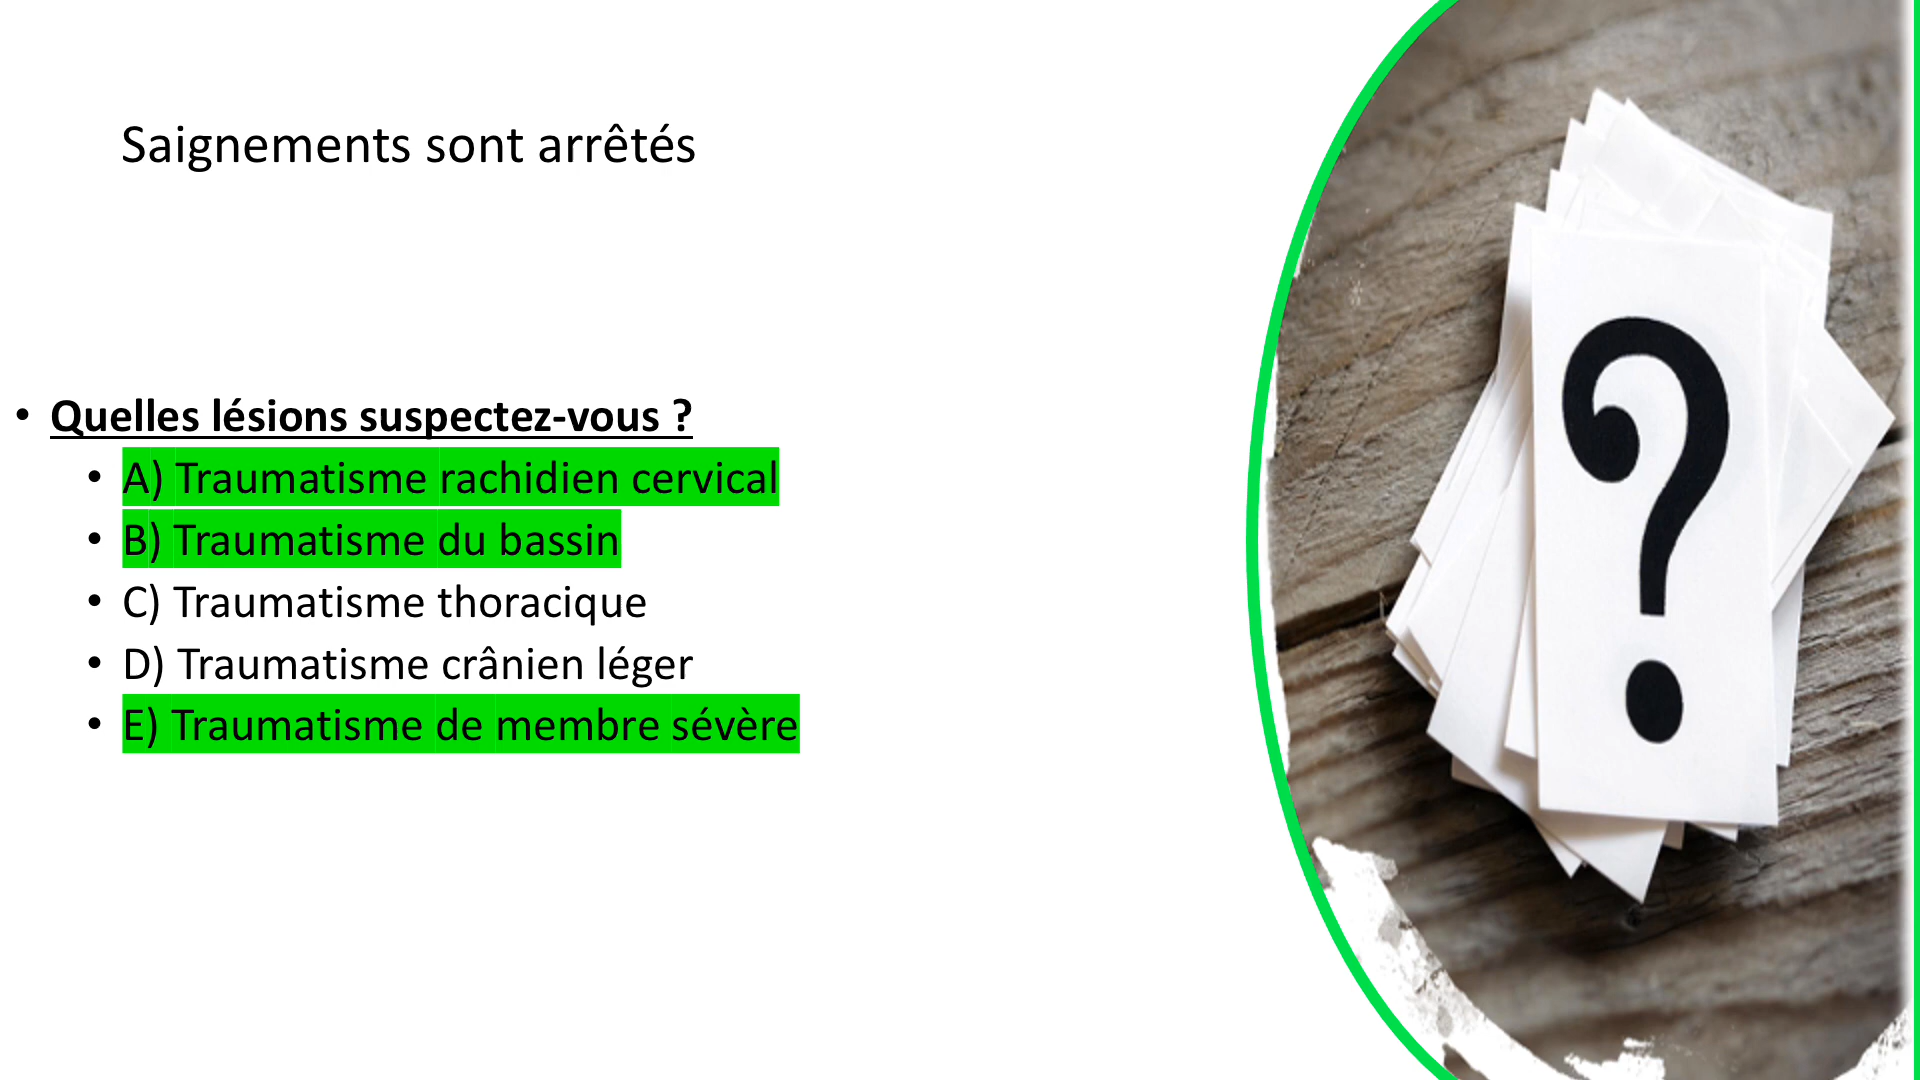 Saignements sont arrêtés
• Quelles lésions suspectez-vous ?
• A) Traumatisme rachidien cervical
• B) Traumatisme du bassin
• C) Traumatisme thoracique
• D) Traumatisme crânien léger
• E) Traumatisme de membre sévère
?